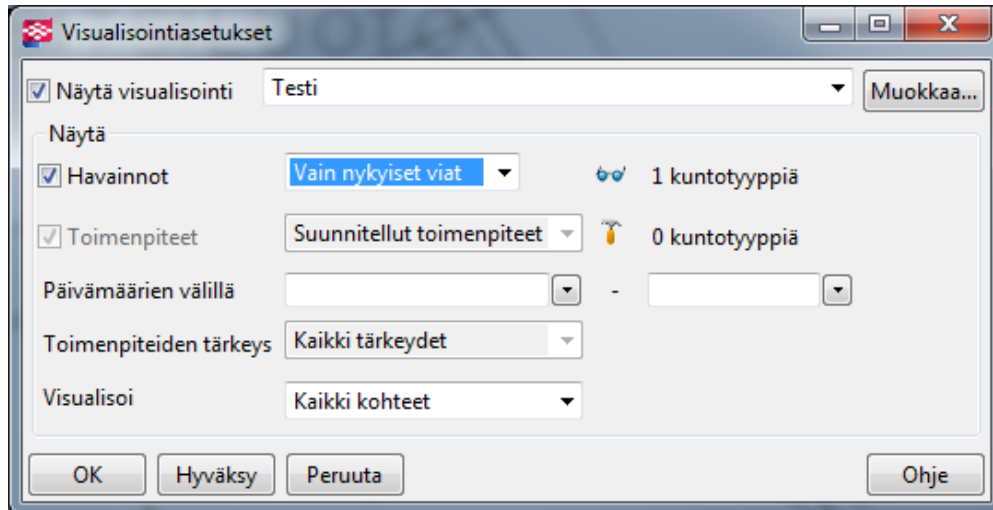 Visualisointiasetukset
Näytä visualisointi Testi Muokkaa...
Näytä
Havainnot Vain nykyiset viat 1 kuntotyyppiä
Toimenpiteet Suunnitellut toimenpiteet 0 kuntotyyppiä
Päivämäärien välillä -
Toimenpiteiden tärkeys Kaikki tärkeydet
Visualisoi Kaikki kohteet
OK Hyväksy Peruuta Ohje